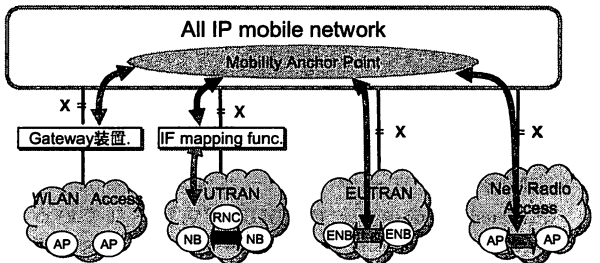 All IP mobile network
Mobility Anchor Point
X
X
X
X
Gateway装置.
IF mapping func.
WLAN Access
UTRAN
EUTRAN
New Radio
Access
RNC
AP
AP
NB
NB
ENB
ENB
AP
AP